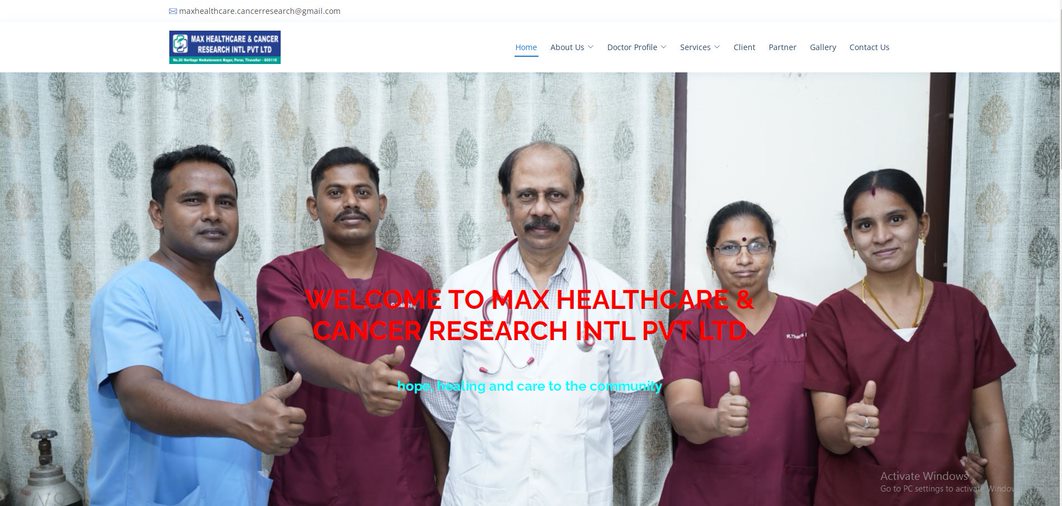 maxhealthcare.cancerresearch@gmail.com
MAX HEALTHCARE & CANCER
RESEARCH INTL PVT LTD
Home About Us Doctor Profile Services Client Partner Gallery Contact Us
WELCOME TO MAX HEALTHCARE &
CANCER RESEARCH INTL PVT LTD
hope, healing and care to the community
Activate Windows
Go to PC settings to activate Windows